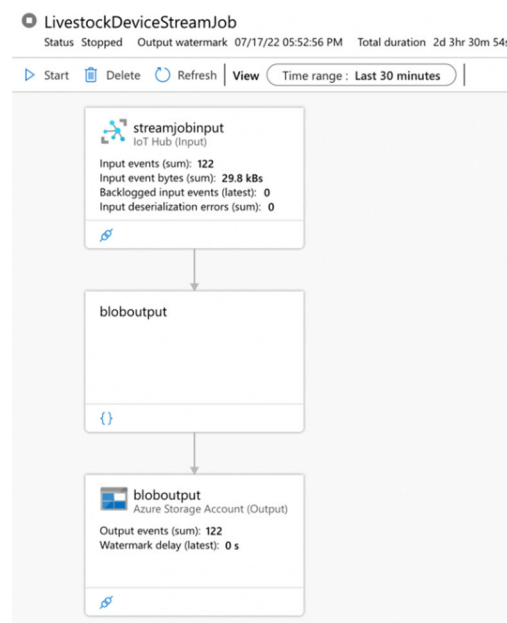 LivestockDeviceStreamJob
Status Stopped Output watermark 07/17/22 05:52:56 PM Total duration 2d 3hr 30m 54s
Start Delete Refresh View Time range : Last 30 minutes
streamjobinput
IoT Hub (Input)
Input events (sum): 122
Input event bytes (sum): 29.8 kBs
Backlogged input events (latest): 0
Input deserialization errors (sum): 0
bloboutput
{}
bloboutput
Azure Storage Account (Output)
Output events (sum): 122
Watermark delay (latest): 0 s